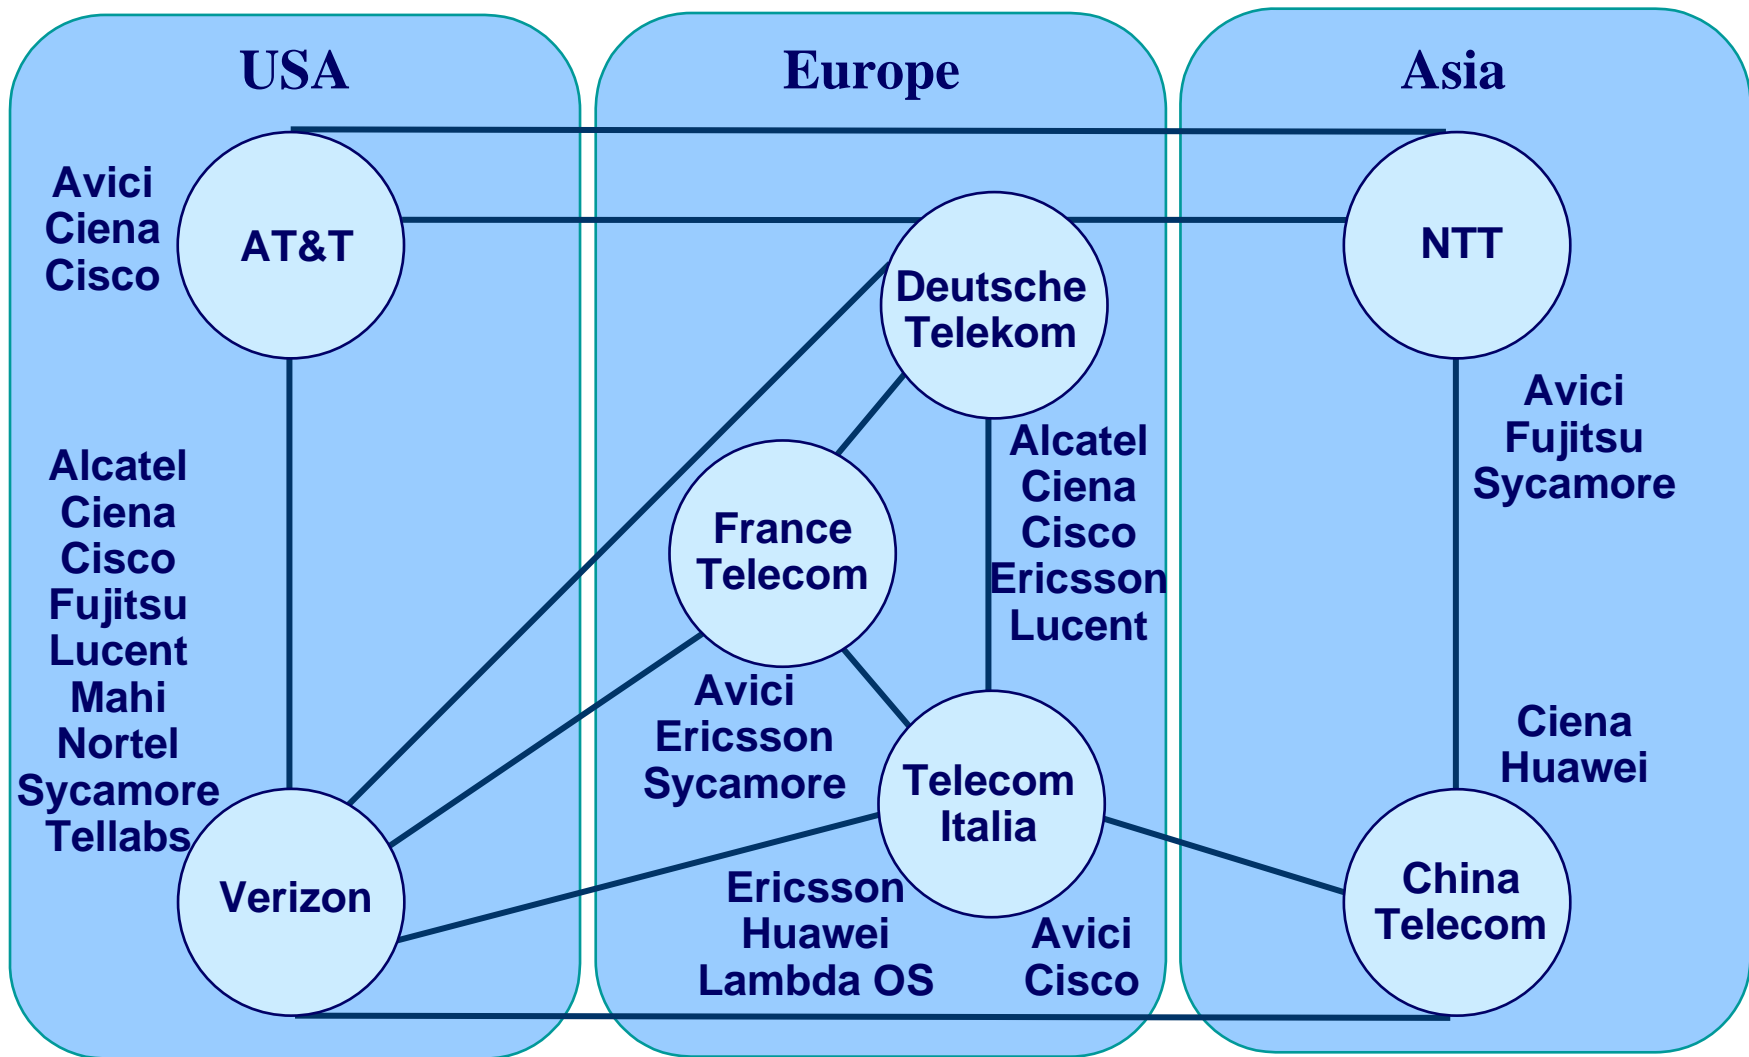 USA
Europe
Asia
Avici
Ciena
Cisco
AT&T
NTT
Deutsche
Telekom
Avici
Fujitsu
Sycamore
Alcatel
Ciena
Cisco
Fujitsu
Lucent
Mahi
Nortel
Sycamore
Tellabs
Alcatel
Ciena
Cisco
Ericsson
Lucent
France
Telecom
Avici
Ericsson
Sycamore
Telecom
Italia
Ciena
Huawei
Verizon
Ericsson
Huawei
Lambda OS
Avici
Cisco
China
Telecom